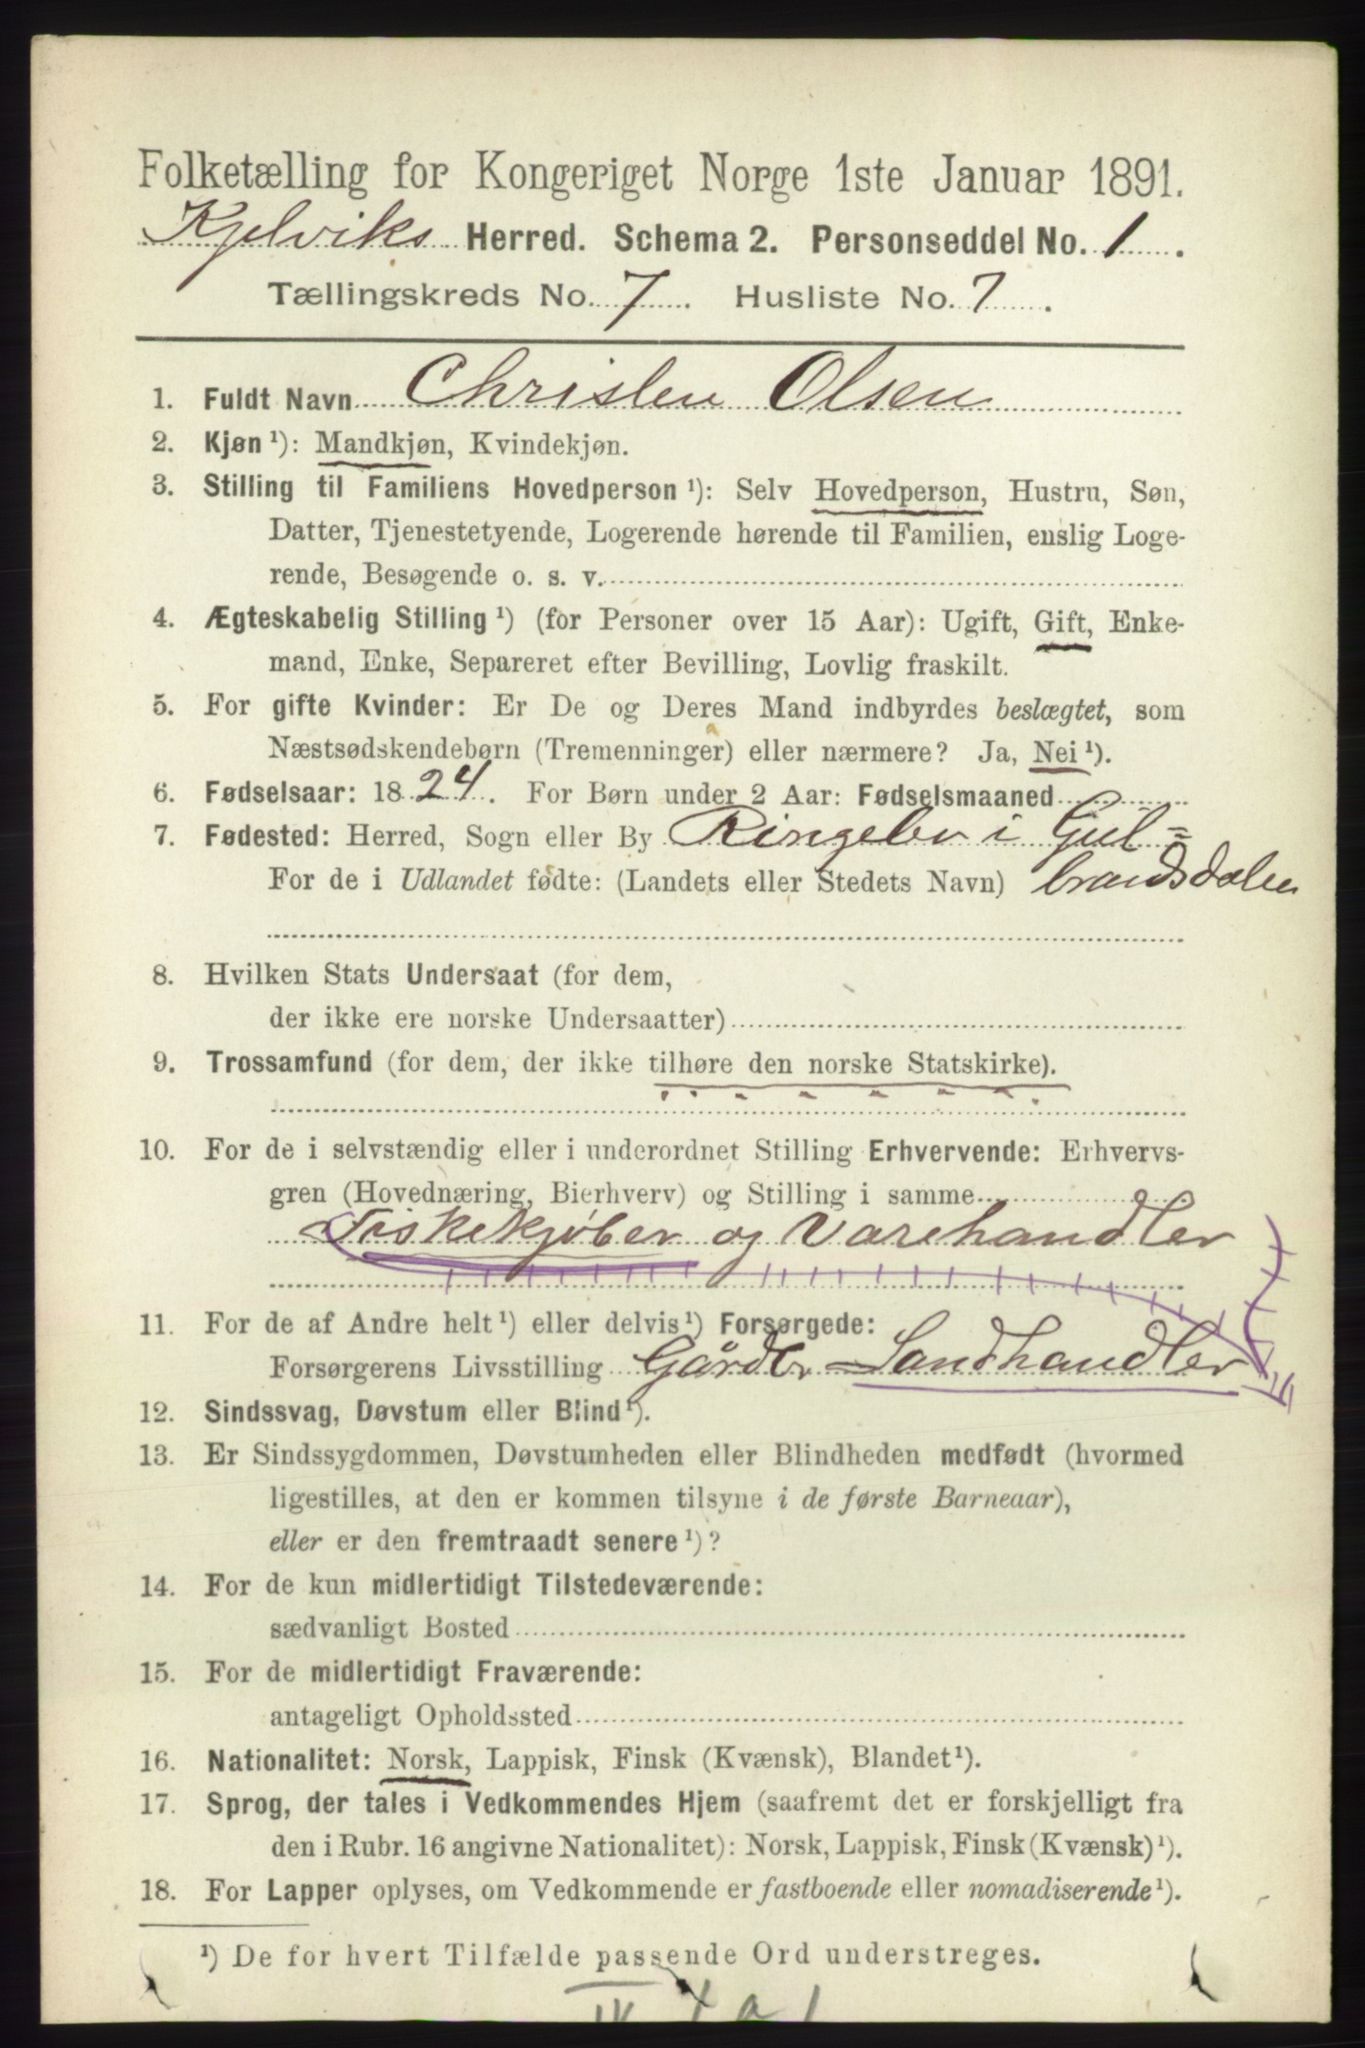 Folketælling for Kongeriget Norge 1ste Januar 1891.
Kjelviks Herred. Schema 2. Personseddel No. 1.
Tællingskreds No. 7. Husliste No. 7.
1. Fuldt Navn Christen Olsen
2. Kjøn ¹): Mandkjøn, Kvindekjøn.
3. Stilling til Familiens Hovedperson ¹): Selv Hovedperson, Hustru, Søn,
Datter, Tjenestetyende, Logerende hørende til Familien, enslig Loge-
rende, Besøgende o. s. v.
4. Ægteskabelig Stilling ¹) (for Personer over 15 Aar): Ugift, Gift, Enke-
mand, Enke, Separeret efter Bevilling, Lovlig fraskilt.
5. For gifte Kvinder: Er De og Deres Mand indbyrdes beslægtet, som
Næstsødskendebørn (Tremenninger) eller nærmere? Ja, Nei ¹).
6. Fødselsaar: 1824. For Børn under 2 Aar: Fødselsmaaned
7. Fødested: Herred, Sogn eller By Ringebo i Gul=
For de i Udlandet fødte: (Landets eller Stedets Navn) brandsdalen
8. Hvilken Stats Undersaat (for dem,
der ikke ere norske Undersaatter)
9. Trossamfund (for dem, der ikke tilhøre den norske Statskirke).
10. For de i selvstændig eller i underordnet Stilling Erhvervende: Erhvervs-
gren (Hovednæring, Bierhverv) og Stilling i samme
Fiskekjøber og Varehandler
11. For de af Andre helt ¹) eller delvis ¹) Forsørgede:
Forsørgerens Livsstilling Landhandler
12. Sindssvag, Døvstum eller Blind ¹).
13. Er Sindssygdommen, Døvstumheden eller Blindheden medfødt (hvormed
ligestilles, at den er kommen tilsyne i de første Barneaar),
eller er den fremtraadt senere ¹)?
14. For de kun midlertidigt Tilstedeværende:
sædvanligt Bosted
15. For de midlertidigt Fraværende:
antageligt Opholdssted
16. Nationalitet: Norsk, Lappisk, Finsk (Kvænsk), Blandet ¹).
17. Sprog, der tales i Vedkommendes Hjem (saafremt det er forskjelligt fra
den i Rubr. 16 angivne Nationalitet): Norsk, Lappisk, Finsk (Kvænsk) ¹).
18. For Lapper oplyses, om Vedkommende er fastboende eller nomadiserende ¹).
¹) De for hvert Tilfælde passende Ord understreges.